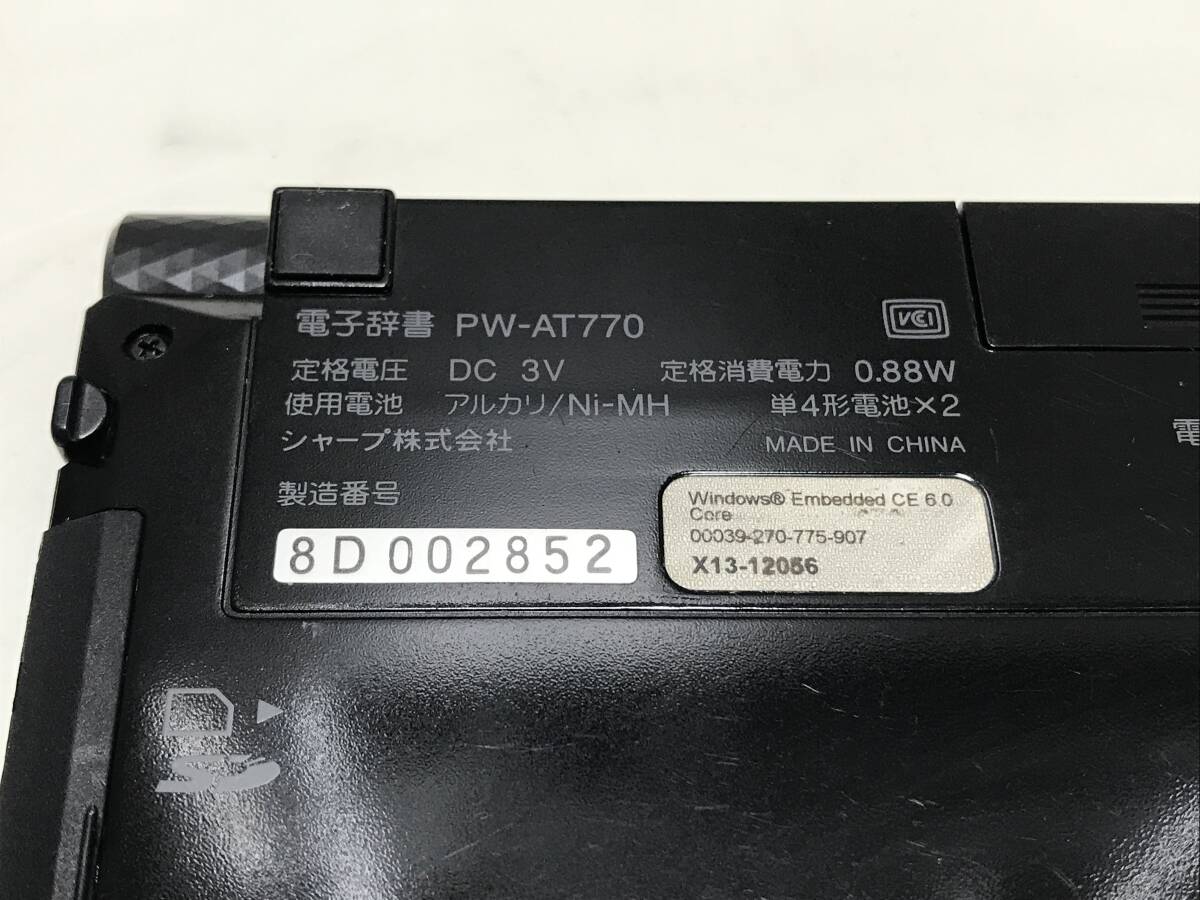 電子辞書 PW-AT770
VCI
定格電圧 DC 3V 定格消費電力 0.88W
使用電池 アルカリ/Ni-MH 単4形電池×2
シャープ株式会社 MADE IN CHINA
電
製造番号
8D002852
Windows® Embedded CE 6.0
Core
00039-270-775-907
X13-12056
SD